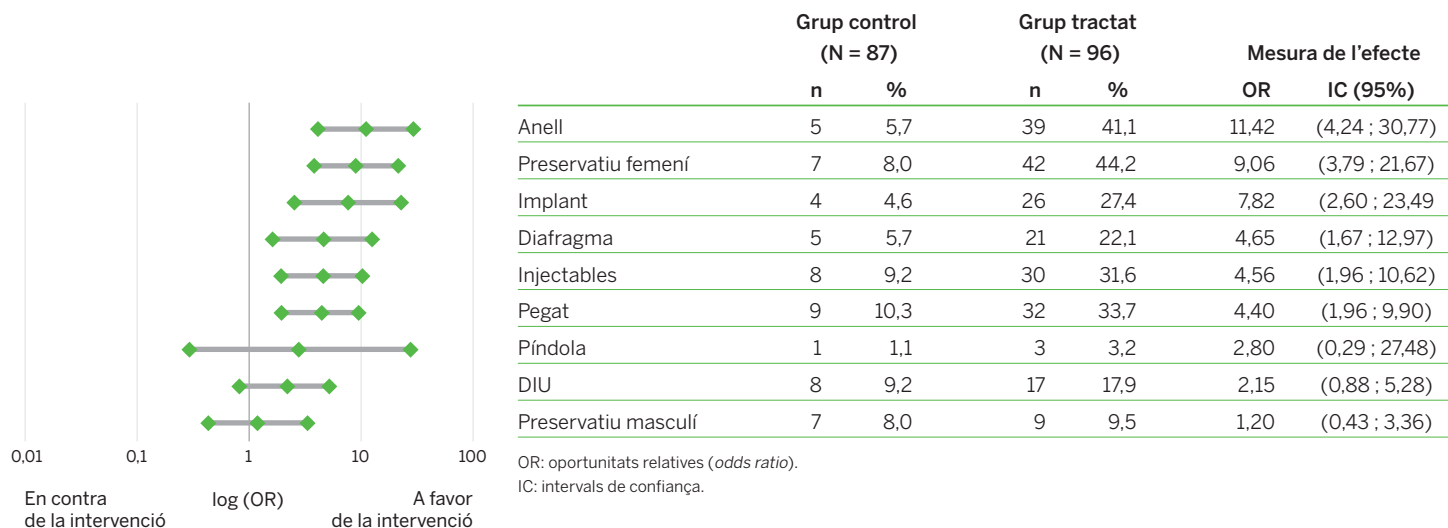 Grup control Grup tractat
(N = 87) (N = 96) Mesura de l’efecte
n % n % OR IC (95%)
Anell 5 5,7 39 41,1 11,42 (4,24 ; 30,77)
Preservatiu femení 7 8,0 42 44,2 9,06 (3,79 ; 21,67)
Implant 4 4,6 26 27,4 7,82 (2,60 ; 23,49
Diafragma 5 5,7 21 22,1 4,65 (1,67 ; 12,97)
Injectables 8 9,2 30 31,6 4,56 (1,96 ; 10,62)
Pegat 9 10,3 32 33,7 4,40 (1,96 ; 9,90)
Píndola 1 1,1 3 3,2 2,80 (0,29 ; 27,48)
DIU 8 9,2 17 17,9 2,15 (0,88 ; 5,28)
Preservatiu masculí 7 8,0 9 9,5 1,20 (0,43 ; 3,36)
0,01 0,1 1 10 100
En contra
de la intervenció
log (OR)
A favor
de la intervenció
OR: oportunitats relatives (odds ratio).
IC: intervals de confiança.